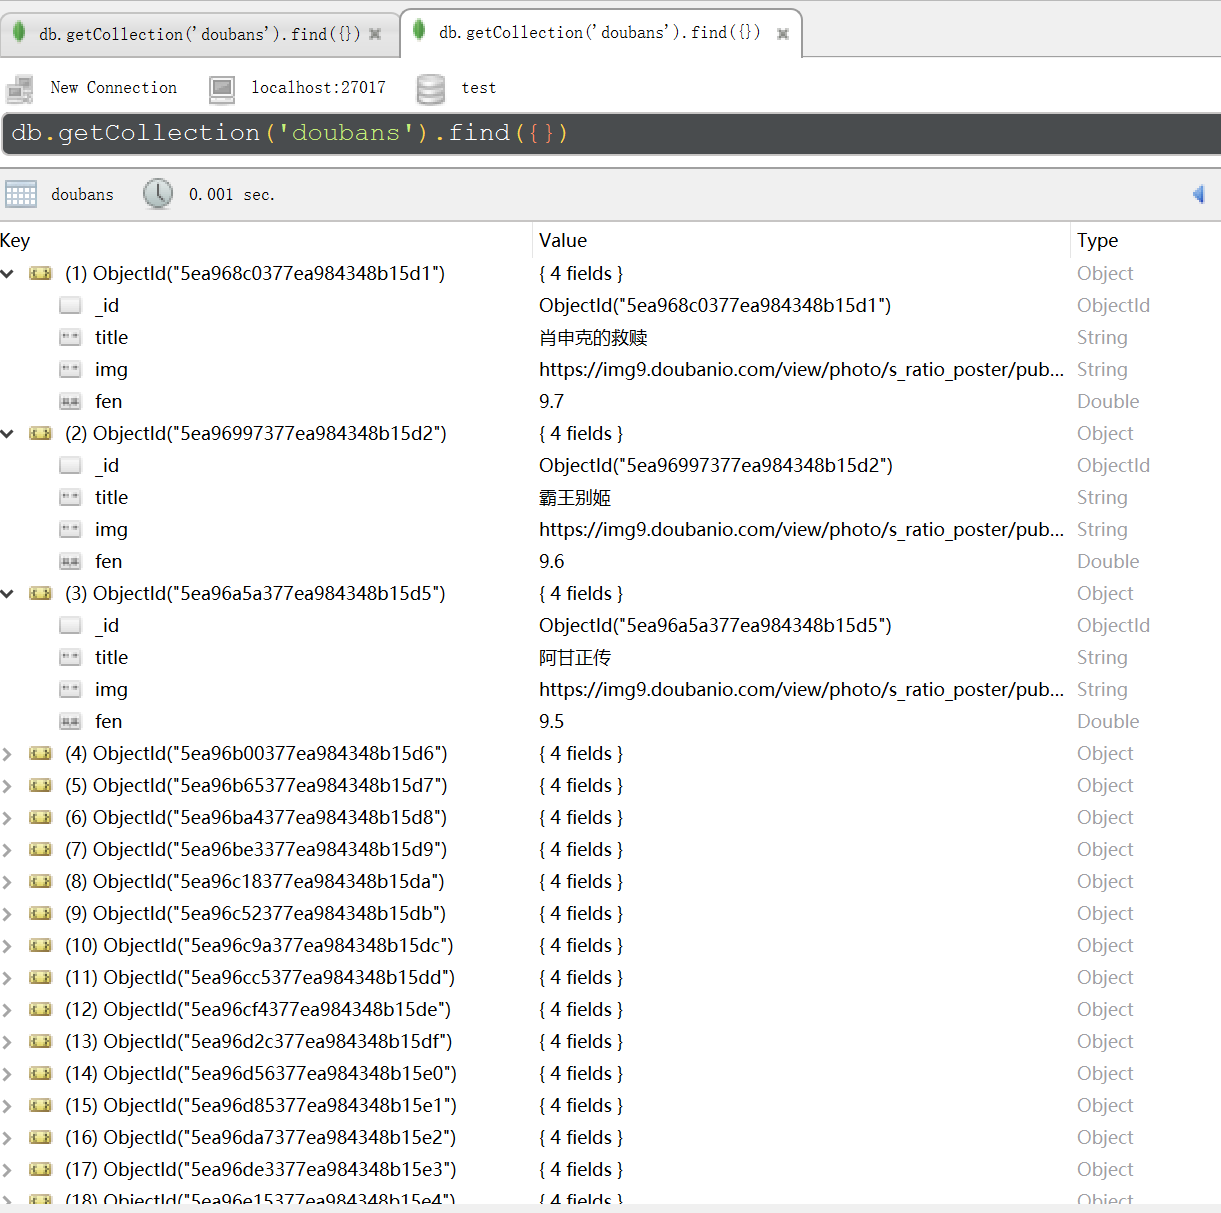 db.getCollection('doubans').find({}) db.getCollection('doubans').find({})
New Connection localhost:27017 test
db.getCollection('doubans').find({})
doubans 0.001 sec.
Key Value Type
(1) ObjectId("5ea968c0377ea984348b15d1") { 4 fields } Object
_id ObjectId("5ea968c0377ea984348b15d1") ObjectId
title 肖申克的救赎 String
img https://img9.doubanio.com/view/photo/s_ratio_poster/pub... String
fen 9.7 Double
(2) ObjectId("5ea96997377ea984348b15d2") { 4 fields } Object
_id ObjectId("5ea96997377ea984348b15d2") ObjectId
title 霸王别姬 String
img https://img9.doubanio.com/view/photo/s_ratio_poster/pub... String
fen 9.6 Double
(3) ObjectId("5ea96a5a377ea984348b15d5") { 4 fields } Object
_id ObjectId("5ea96a5a377ea984348b15d5") ObjectId
title 阿甘正传 String
img https://img9.doubanio.com/view/photo/s_ratio_poster/pub... String
fen 9.5 Double
(4) ObjectId("5ea96b00377ea984348b15d6") { 4 fields } Object
(5) ObjectId("5ea96b65377ea984348b15d7") { 4 fields } Object
(6) ObjectId("5ea96ba4377ea984348b15d8") { 4 fields } Object
(7) ObjectId("5ea96be3377ea984348b15d9") { 4 fields } Object
(8) ObjectId("5ea96c18377ea984348b15da") { 4 fields } Object
(9) ObjectId("5ea96c52377ea984348b15db") { 4 fields } Object
(10) ObjectId("5ea96c9a377ea984348b15dc") { 4 fields } Object
(11) ObjectId("5ea96cc5377ea984348b15dd") { 4 fields } Object
(12) ObjectId("5ea96cf4377ea984348b15de") { 4 fields } Object
(13) ObjectId("5ea96d2c377ea984348b15df") { 4 fields } Object
(14) ObjectId("5ea96d56377ea984348b15e0") { 4 fields } Object
(15) ObjectId("5ea96d85377ea984348b15e1") { 4 fields } Object
(16) ObjectId("5ea96da7377ea984348b15e2") { 4 fields } Object
(17) ObjectId("5ea96de3377ea984348b15e3") { 4 fields } Object
(18) ObjectId("5ea96e15377ea984348b15e4") { 4 fields } Object